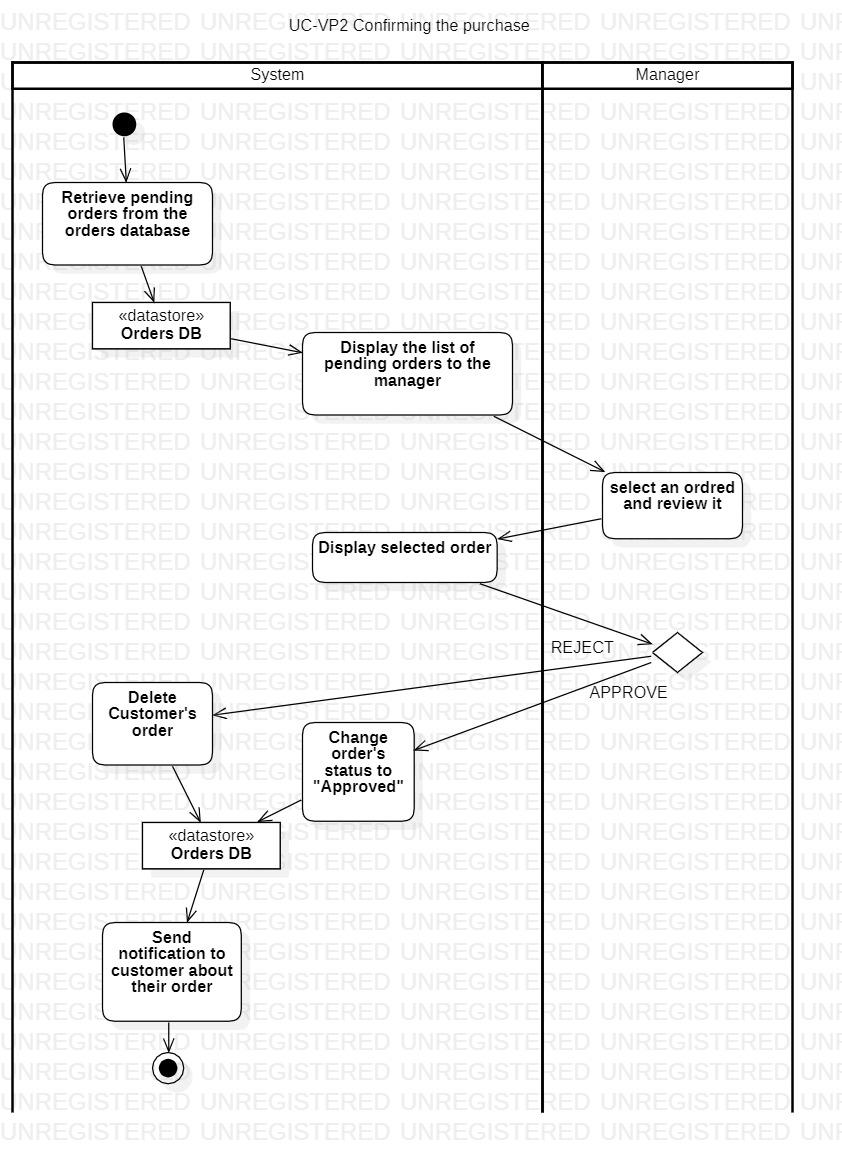 UC-VP2 Confirming the purchase
System
Manager
Retrieve pending
orders from the
orders database
«datastore»
Orders DB
Display the list of
pending orders to the
manager
select an ordred
and review it
Display selected order
REJECT
APPROVE
Delete
Customer's
order
Change
order's
status to
"Approved"
«datastore»
Orders DB
Send
notification to
customer about
their order
UNREGISTERED